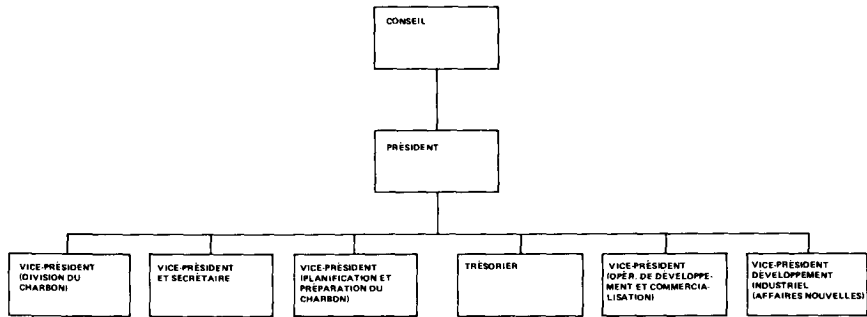 CONSEIL
PRÉSIDENT
VICE-PRÉSIDENT
(DIVISION DU
CHARBON)
VICE-PRÉSIDENT
ET SECRÉTAIRE
VICE-PRÉSIDENT
(PLANIFICATION ET
PRÉPARATION DU
CHARBON)
TRÉSORIER
VICE-PRÉSIDENT
(OPÉR. DE DÉVELOPPE-
MENT ET COMMERCIA-
LISATION)
VICE-PRÉSIDENT
DÉVELOPPEMENT
INDUSTRIEL
(AFFAIRES NOUVELLES)